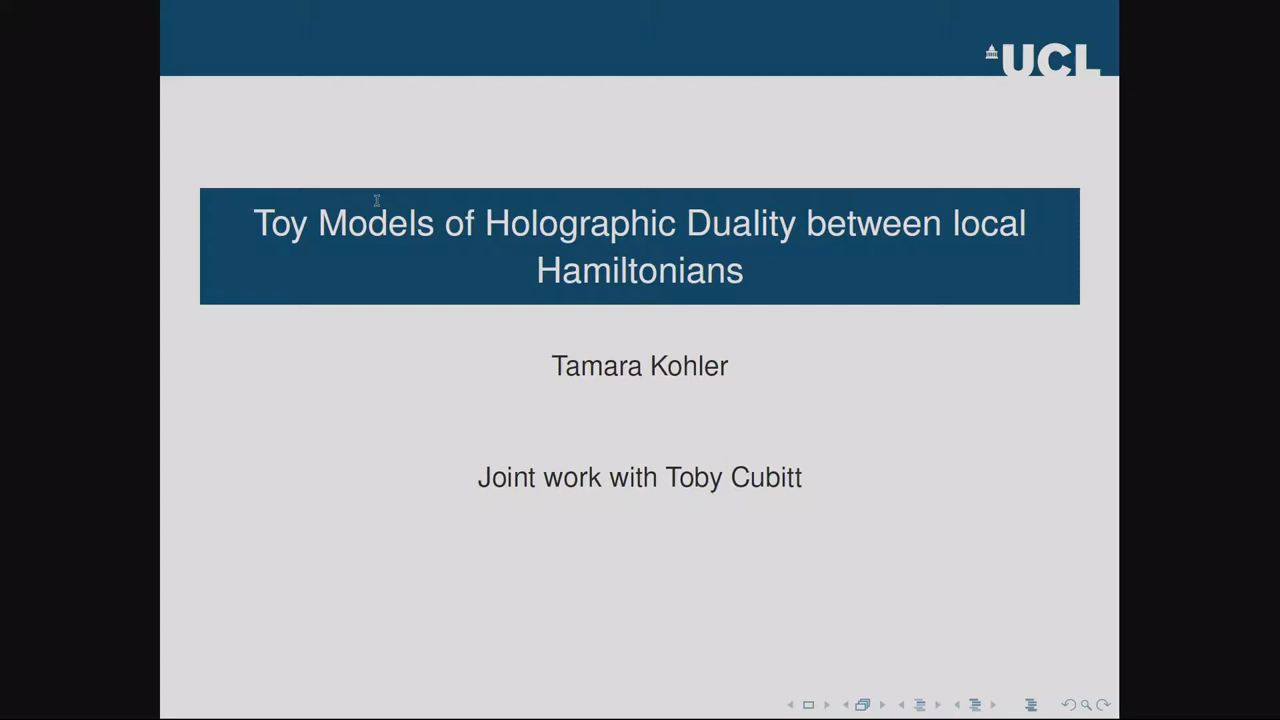 UCL
Toy Models of Holographic Duality between local
Hamiltonians
Tamara Kohler
Joint work with Toby Cubitt